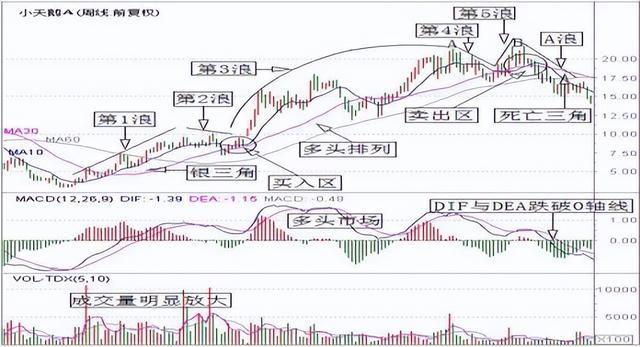 小天鹅A (周线.前复权)
第5浪
第4浪
A
B
A浪
第3浪
20.00
17.50
第2浪
15.00
第1浪
卖出区
死亡三角
12.50
MA30
MA60
10.00
MA10
多头排列
7.50
银三角
买入区
5.00
MACD(12,26,9) DIF: -1.39 DEA: -1.15 MACD: -0.49
DIF与DEA跌破0轴线
多头市场
1.00
0.00
VOL-TDX(5,10)
成交量明显放大
10000
5000
X100